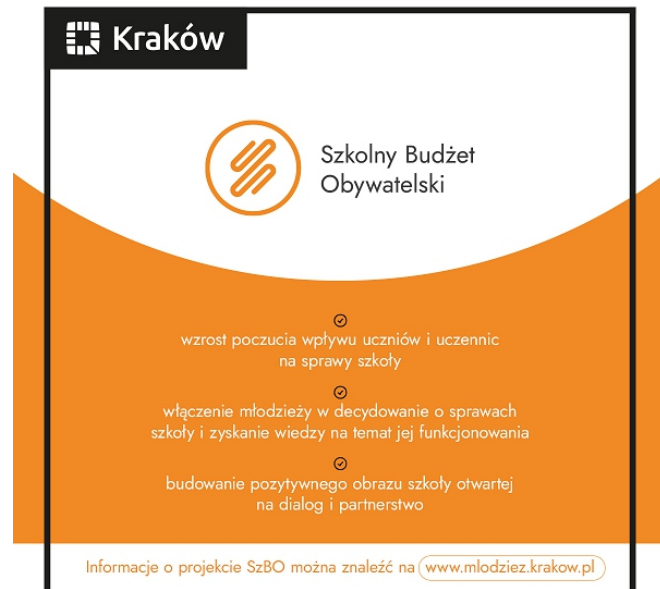 Kraków
Szkolny Budżet
Obywatelski
wzrost poczucia wpływu uczniów i uczennic
na sprawy szkoły
włączenie młodzieży w decydowanie o sprawach
szkoły i zyskanie wiedzy na temat jej funkcjonowania
budowanie pozytywnego obrazu szkoły otwartej
na dialog i partnerstwo
Informacje o projekcie SzBO można znaleźć na www.mlodziez.krakow.pl